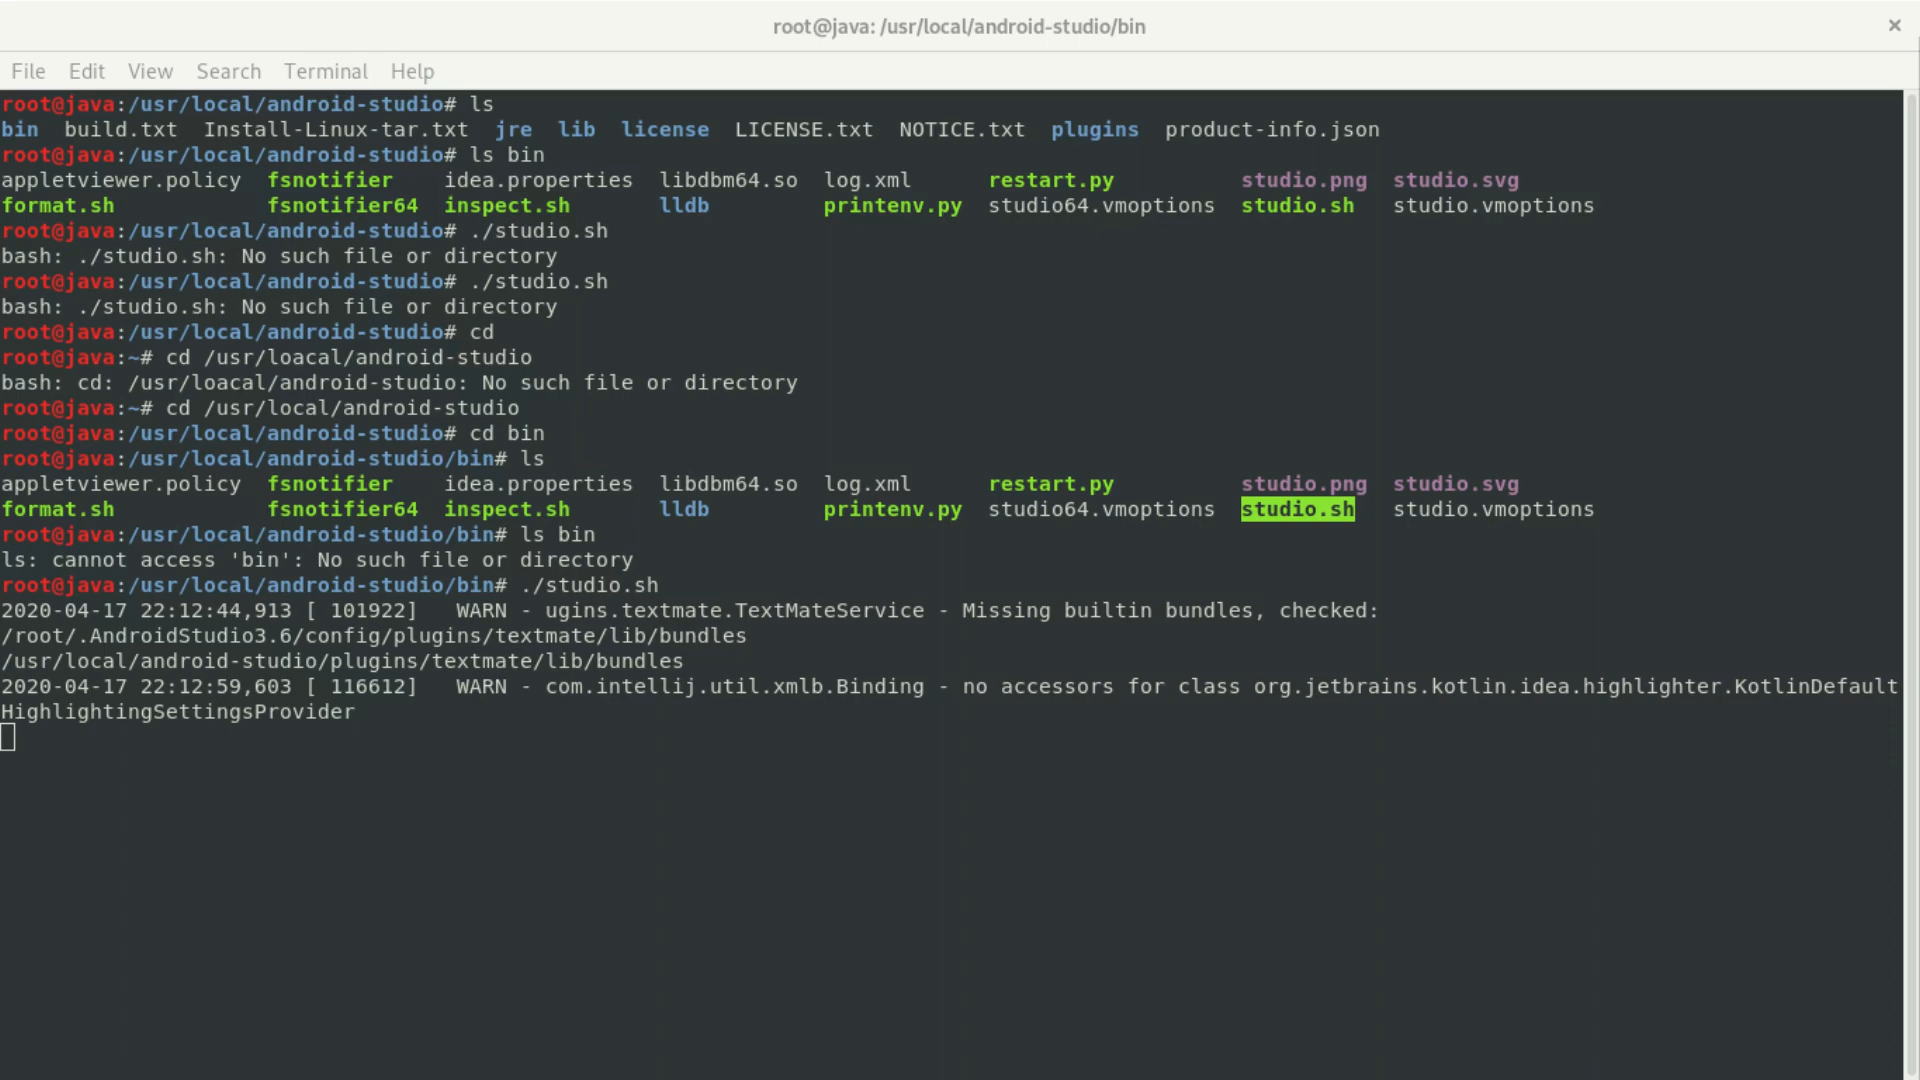 root@java: /usr/local/android-studio/bin
File Edit View Search Terminal Help
root@java:/usr/local/android-studio# ls
bin build.txt Install-Linux-tar.txt jre lib license LICENSE.txt NOTICE.txt plugins product-info.json
root@java:/usr/local/android-studio# ls bin
appletviewer.policy fsnotifier idea.properties libdbm64.so log.xml restart.py studio.png studio.svg
format.sh fsnotifier64 inspect.sh lldb printenv.py studio64.vmoptions studio.sh studio.vmoptions
root@java:/usr/local/android-studio# ./studio.sh
bash: ./studio.sh: No such file or directory
root@java:/usr/local/android-studio# ./studio.sh
bash: ./studio.sh: No such file or directory
root@java:/usr/local/android-studio# cd
root@java:~# cd /usr/loacal/android-studio
bash: cd: /usr/loacal/android-studio: No such file or directory
root@java:~# cd /usr/local/android-studio
root@java:/usr/local/android-studio# cd bin
root@java:/usr/local/android-studio/bin# ls
appletviewer.policy fsnotifier idea.properties libdbm64.so log.xml restart.py studio.png studio.svg
format.sh fsnotifier64 inspect.sh lldb printenv.py studio64.vmoptions studio.sh studio.vmoptions
root@java:/usr/local/android-studio/bin# ls bin
ls: cannot access 'bin': No such file or directory
root@java:/usr/local/android-studio/bin# ./studio.sh
2020-04-17 22:12:44,913 [ 101922] WARN - ugins.textmate.TextMateService - Missing builtin bundles, checked:
/root/.AndroidStudio3.6/config/plugins/textmate/lib/bundles
/usr/local/android-studio/plugins/textmate/lib/bundles
2020-04-17 22:12:59,603 [ 116612] WARN - com.intellij.util.xmlb.Binding - no accessors for class org.jetbrains.kotlin.idea.highlighter.KotlinDefault
HighlightingSettingsProvider